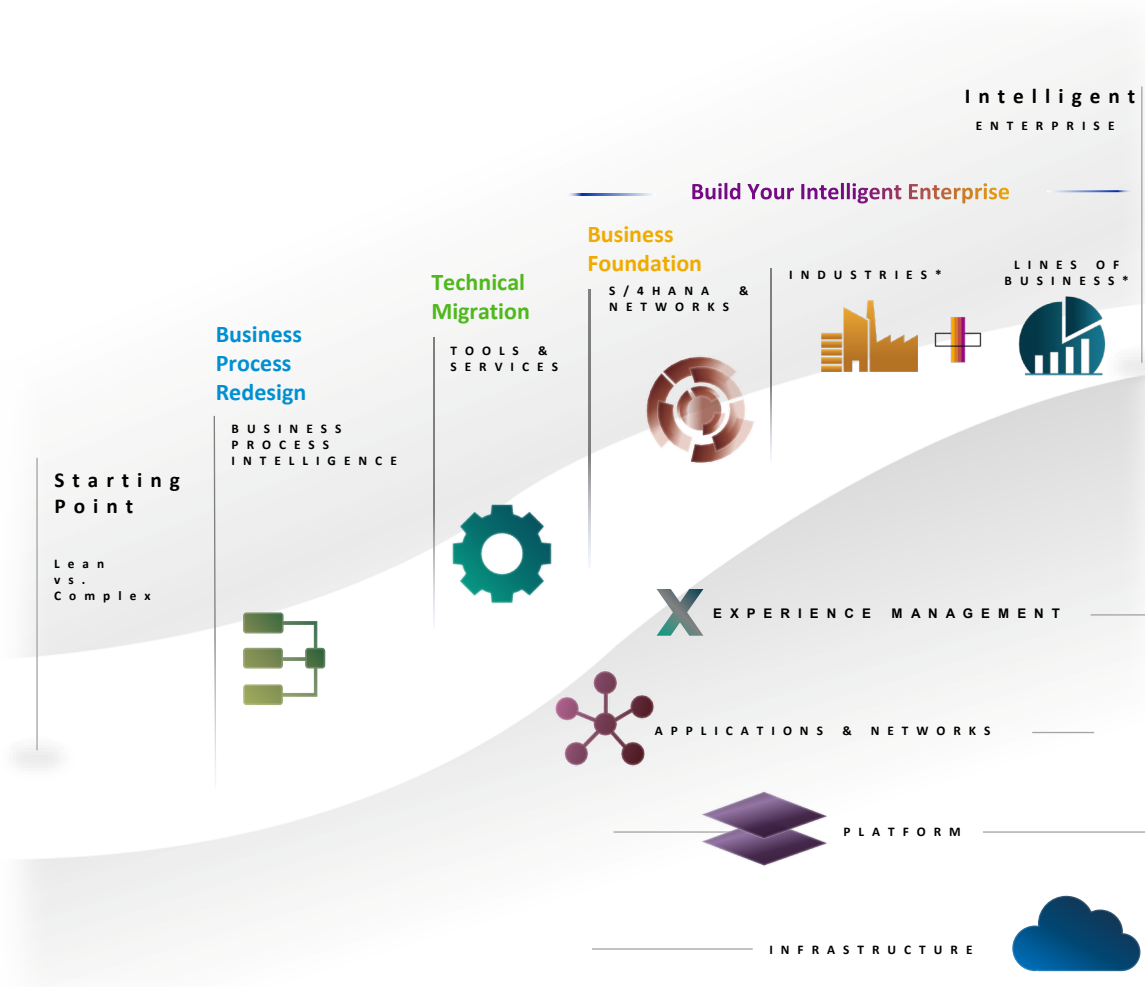 Intelligent
ENTERPRISE
Build Your Intelligent Enterprise
Business
Foundation
S/4HANA &
NETWORKS
INDUSTRIES*
LINES OF
BUSINESS*
Technical
Migration
TOOLS &
SERVICES
Business
Process
Redesign
BUSINESS
PROCESS
INTELLIGENCE
Starting
Point
Lean
vs.
Complex
X EXPERIENCE MANAGEMENT
APPLICATIONS & NETWORKS
PLATFORM
INFRASTRUCTURE